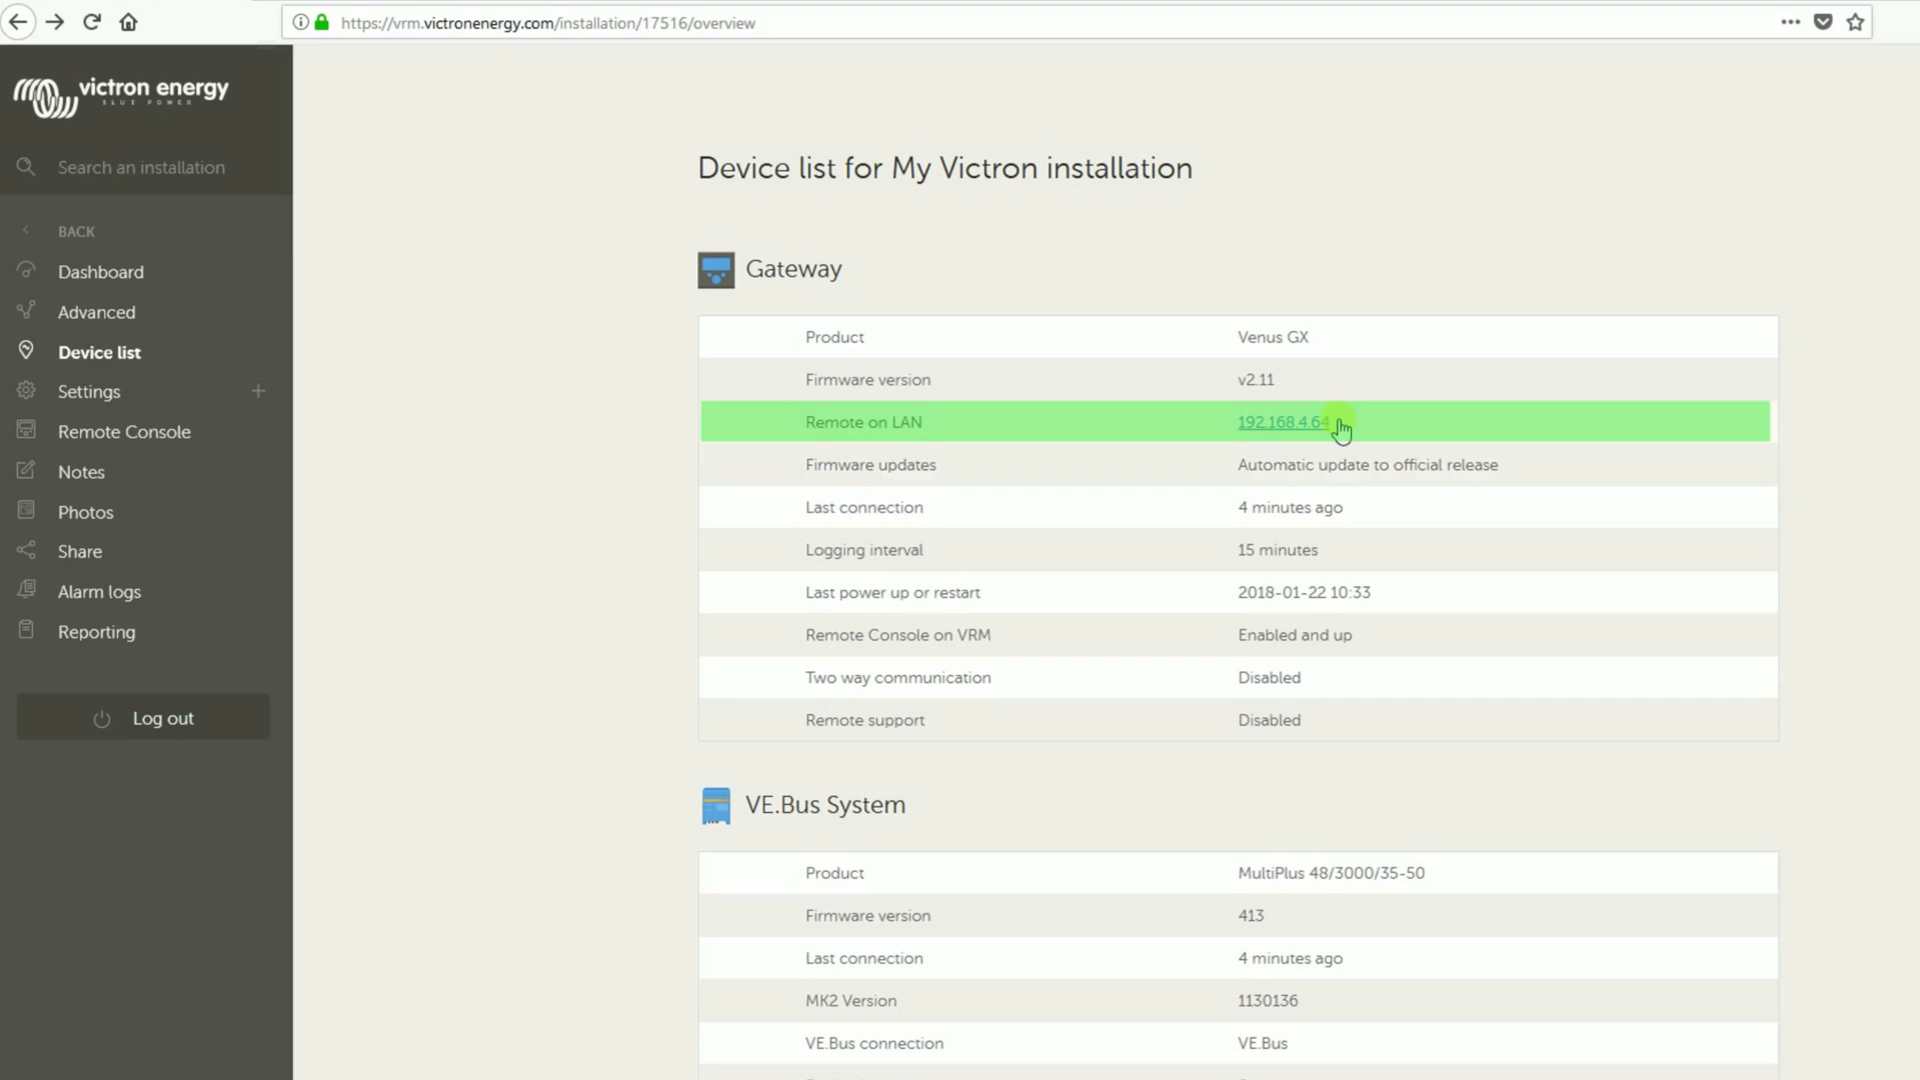 https://vrm.victronenergy.com/installation/17516/overview
victron energy
BLUE POWER
Search an installation
BACK
Dashboard
Advanced
Device list
Settings
Remote Console
Notes
Photos
Share
Alarm logs
Reporting
Log out
Device list for My Victron installation
Gateway
Product Venus GX
Firmware version v2.11
Remote on LAN 192.168.4.64
Firmware updates Automatic update to official release
Last connection 4 minutes ago
Logging interval 15 minutes
Last power up or restart 2018-01-22 10:33
Remote Console on VRM Enabled and up
Two way communication Disabled
Remote support Disabled
VE.Bus System
Product MultiPlus 48/3000/35-50
Firmware version 413
Last connection 4 minutes ago
MK2 Version 1130136
VE.Bus connection VE.Bus